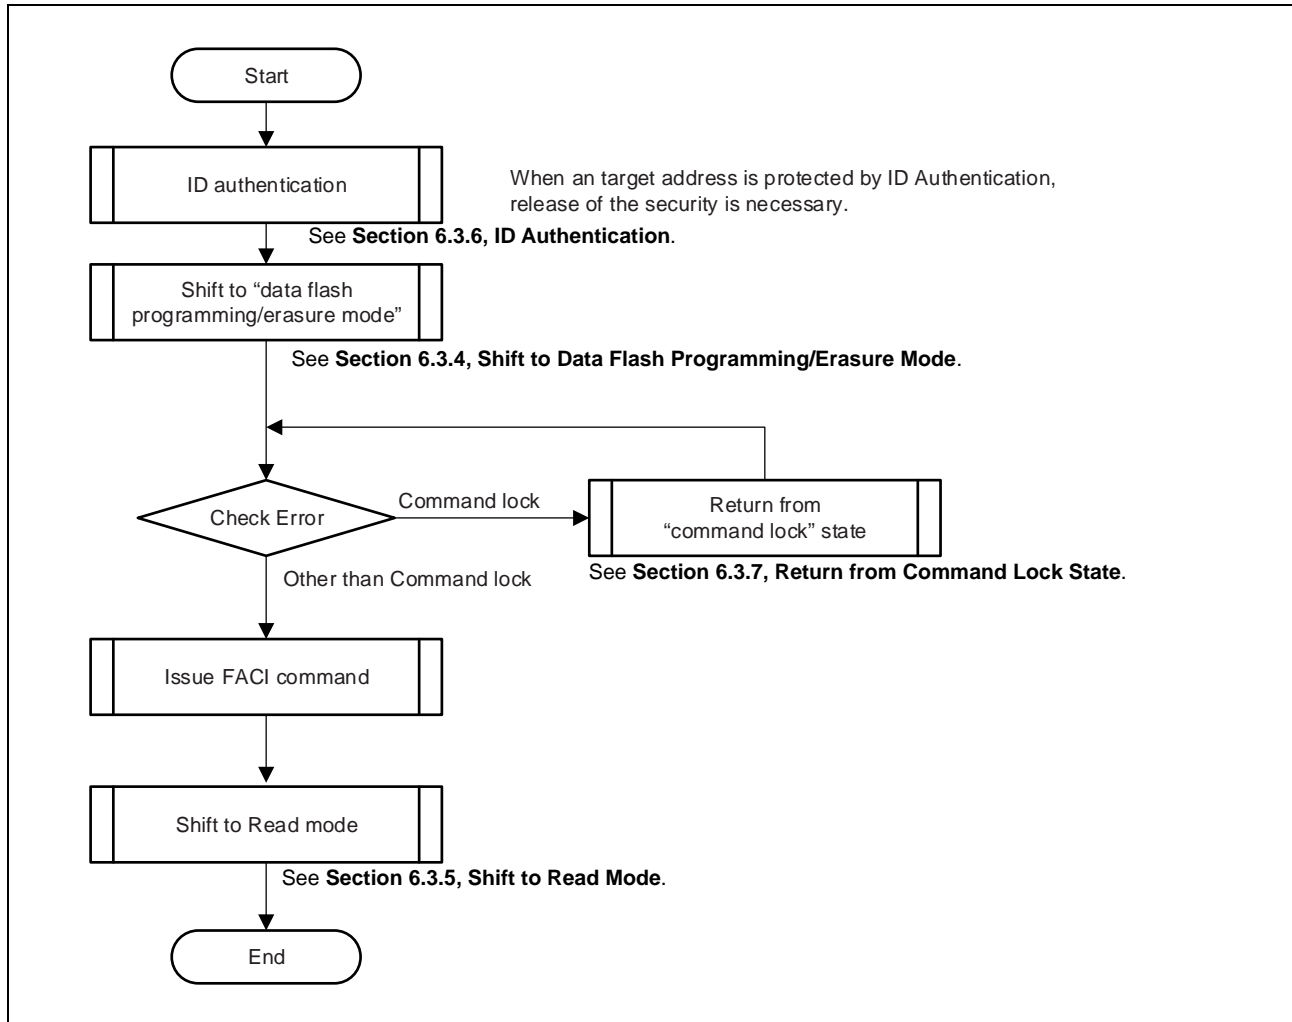 Start
ID authentication
When an target address is protected by ID Authentication,
release of the security is necessary.
See Section 6.3.6, ID Authentication.
Shift to “data flash
programming/erasure mode”
See Section 6.3.4, Shift to Data Flash Programming/Erasure Mode.
Check Error
Command lock
Return from
“command lock” state
See Section 6.3.7, Return from Command Lock State.
Other than Command lock
Issue FACI command
Shift to Read mode
See Section 6.3.5, Shift to Read Mode.
End